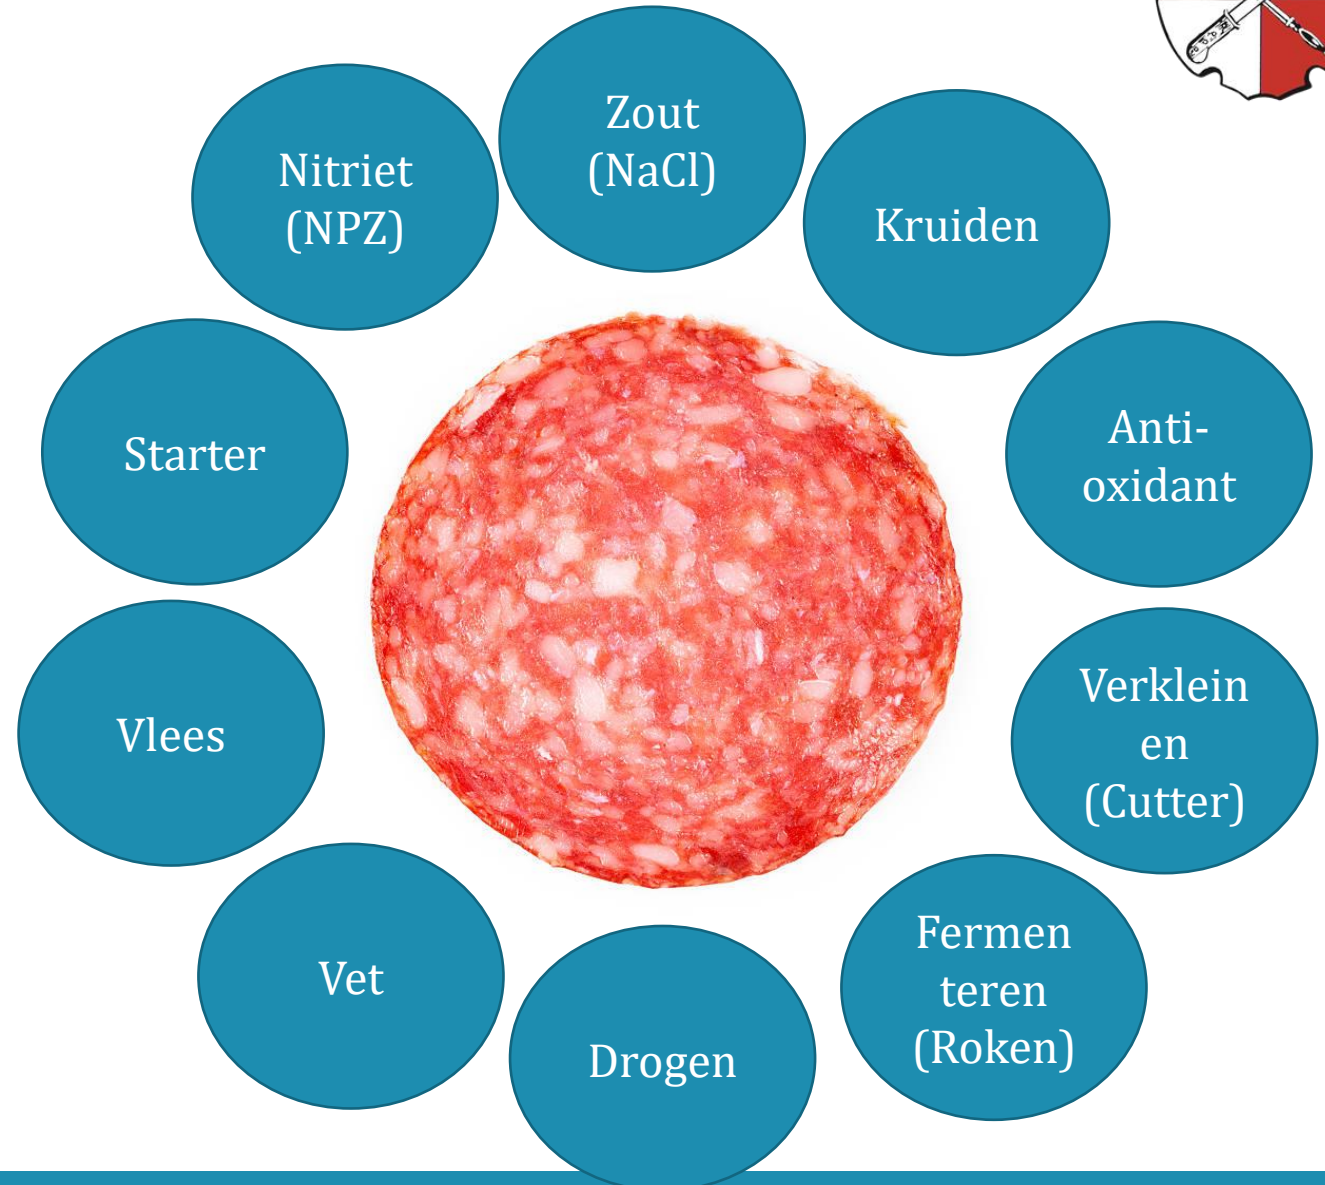 Zout
(NaCl)
Nitriet
(NPZ)
Kruiden
Anti-
oxidant
Starter
Verklein
en
(Cutter)
Vlees
Fermen
teren
(Roken)
Vet
Drogen